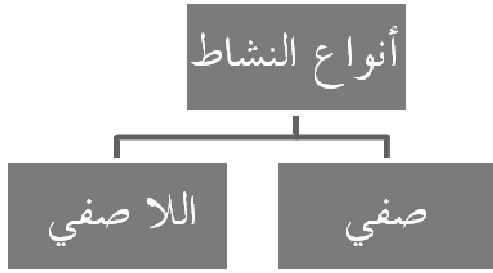 أنواع النشاط
صفي
اللا صفي